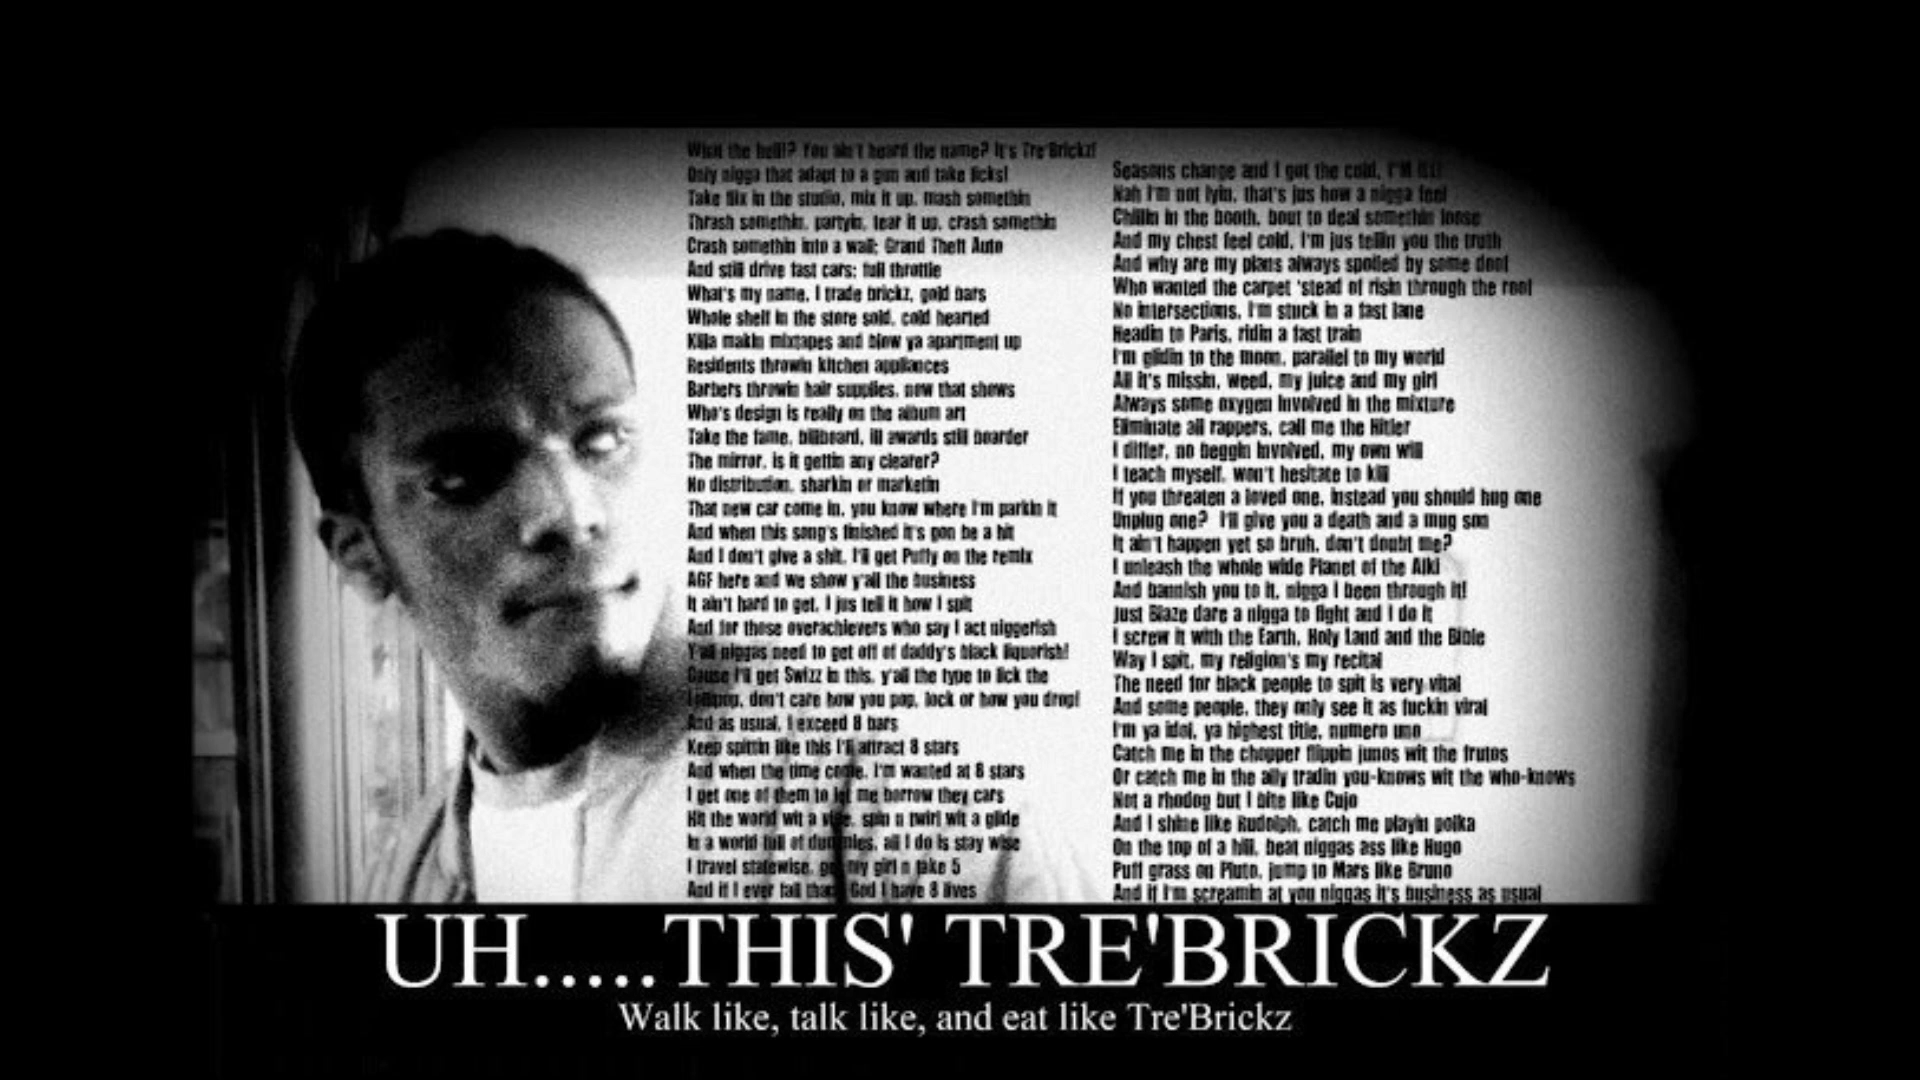 What the hell!? You ain't heard the name? It's Tre'Brickz!
Only nigga that adapt to a gun and take licks!
Take flix in the studio, mix it up, mash somethin
Thrash somethin, partyin, tear it up, crash somethin
Crash somethin into a wall; Grand Theft Auto
And still drive fast cars; full throttle
What's my name, I trade brickz, gold bars
Whole shelf in the store sold, cold hearted
Killa makin mixtapes and blow ya apartment up
Residents throwin kitchen appliances
Barbers throwin hair supplies, now that shows
Who's design is really on the album art
Take the fame, billboard, ill awards still boarder
The mirror, is it gettin any clearer?
No distribution, sharkin or marketin
That new car come in, you know where I'm parkin it
And when this song's finished it's gon be a hit
And I don't give a shit, I'll get Puffy on the remix
AGF here and we show y'all the business
It ain't hard to get, I jus tell it how I spit
And for those overachievers who say I act niggerish
Y'all niggas need to get off of daddy's black liquorish!
Cause I'll get Swizz in this, y'all the type to lick the
Lollipop, don't care how you pop, lock or how you drop!
And as usual, I exceed 8 bars
Keep spittin like this I'll attract 8 stars
And when the time come, I'm wanted at 8 stars
I get one of them to let me borrow they cars
Hit the world wit a vibe, spin n twirl wit a glide
In a world full of dummies, all I do is stay wise
I travel statewise, get my girl n take 5
And if I ever fall thank God I have 8 lives
Seasons change and I got the cold, I'M ILL!
Nah I'm not lyin, that's jus how a nigga feel
Chillin in the booth, bout to deal somethin loose
And my chest feel cold, I'm jus tellin you the truth
And why are my plans always spoiled by some doof
Who wanted the carpet 'stead of risin through the roof
No intersections, I'm stuck in a fast lane
Headin to Paris, ridin a fast train
I'm glidin to the moon, parallel to my world
All it's missin, weed, my juice and my girl
Always some oxygen involved in the mixture
Eliminate all rappers, call me the Hitler
I differ, no beggin involved, my own will
I teach myself, won't hesitate to kill
If you threaten a loved one, instead you should hug one
Unplug one? I'll give you a death and a mug son
It ain't happen yet so bruh, don't doubt me?
I unleash the whole wide Planet of the Alki
And bannish you to it, nigga I been through it!
Just Blaze dare a nigga to fight and I do it
I screw it with the Earth, Holy Land and the Bible
Way I spit, my religion's my recital
The need for black people to spit is very vital
And some people, they only see it as fuckin viral
I'm ya idol, ya highest title, numero uno
Catch me in the chopper flippin junos wit the frutos
Or catch me in the ally tradin you-knows wit the who-knows
Not a rhodog but I bite like Cujo
And I shine like Rudolph, catch me playin polka
On the top of a hill, beat niggas ass like Hugo
Puff grass on Pluto, jump to Mars like Bruno
And if I'm screamin at you niggas it's business as usual
UH.....THIS' TRE'BRICKZ
Walk like, talk like, and eat like Tre'Brickz